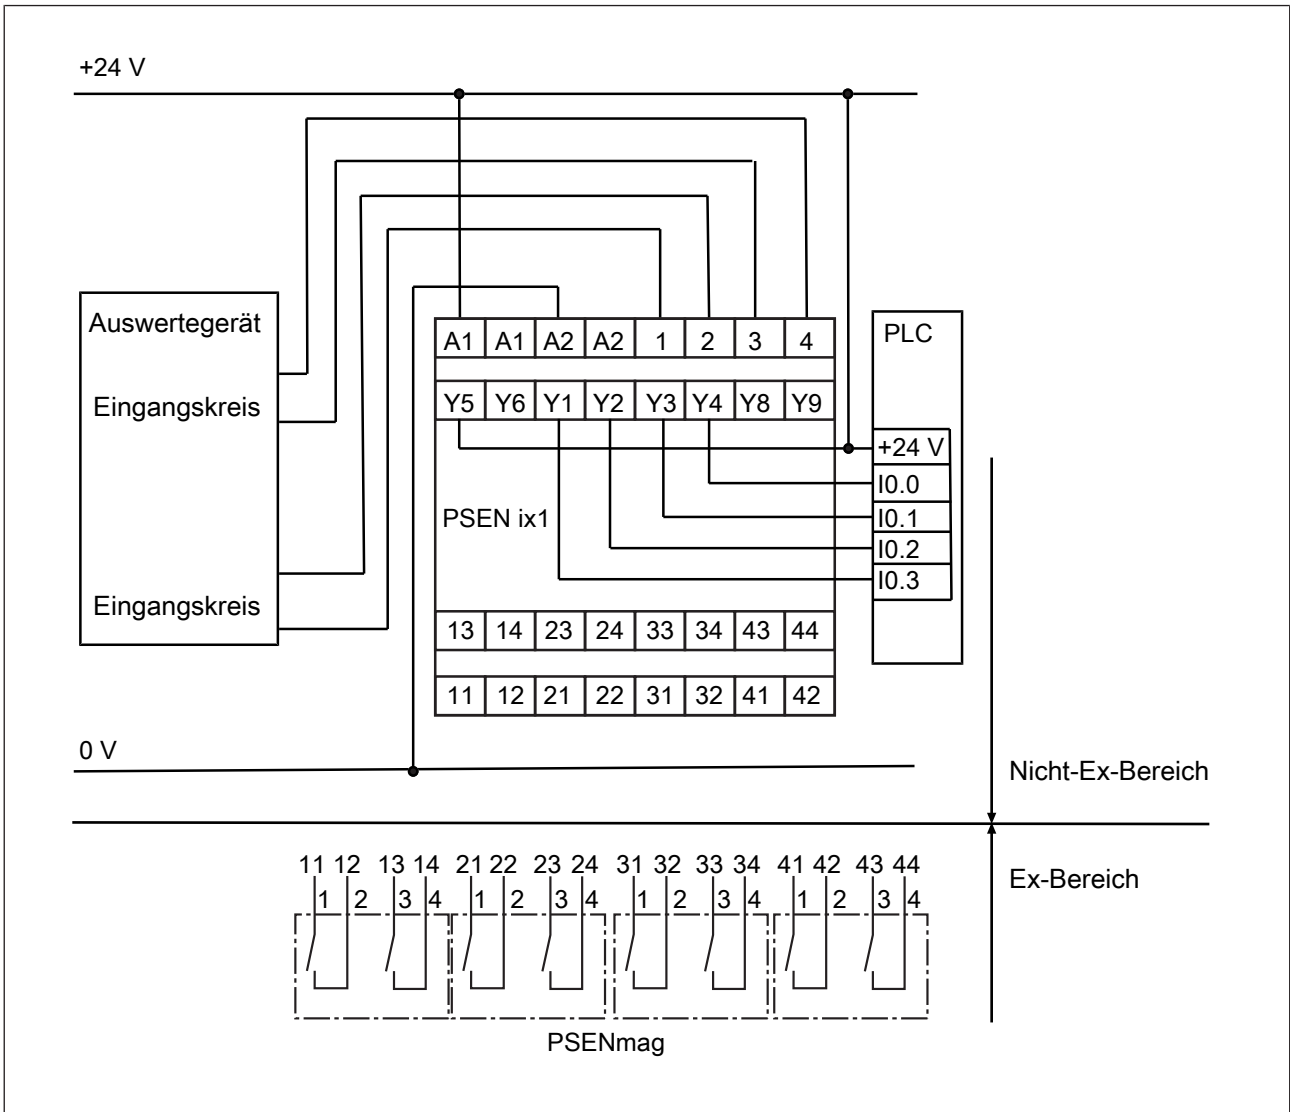 +24 V
Auswertegerät
Eingangskreis
Eingangskreis
A1 A1 A2 A2 1 2 3 4
Y5 Y6 Y1 Y2 Y3 Y4 Y8 Y9
PSEN ix1
13 14 23 24 33 34 43 44
11 12 21 22 31 32 41 42
PLC
+24 V
I0.0
I0.1
I0.2
I0.3
0 V
Nicht-Ex-Bereich
Ex-Bereich
11 12 13 14 21 22 23 24 31 32 33 34 41 42 43 44
1 2 3 4 1 2 3 4 1 2 3 4 1 2 3 4
PSENmag